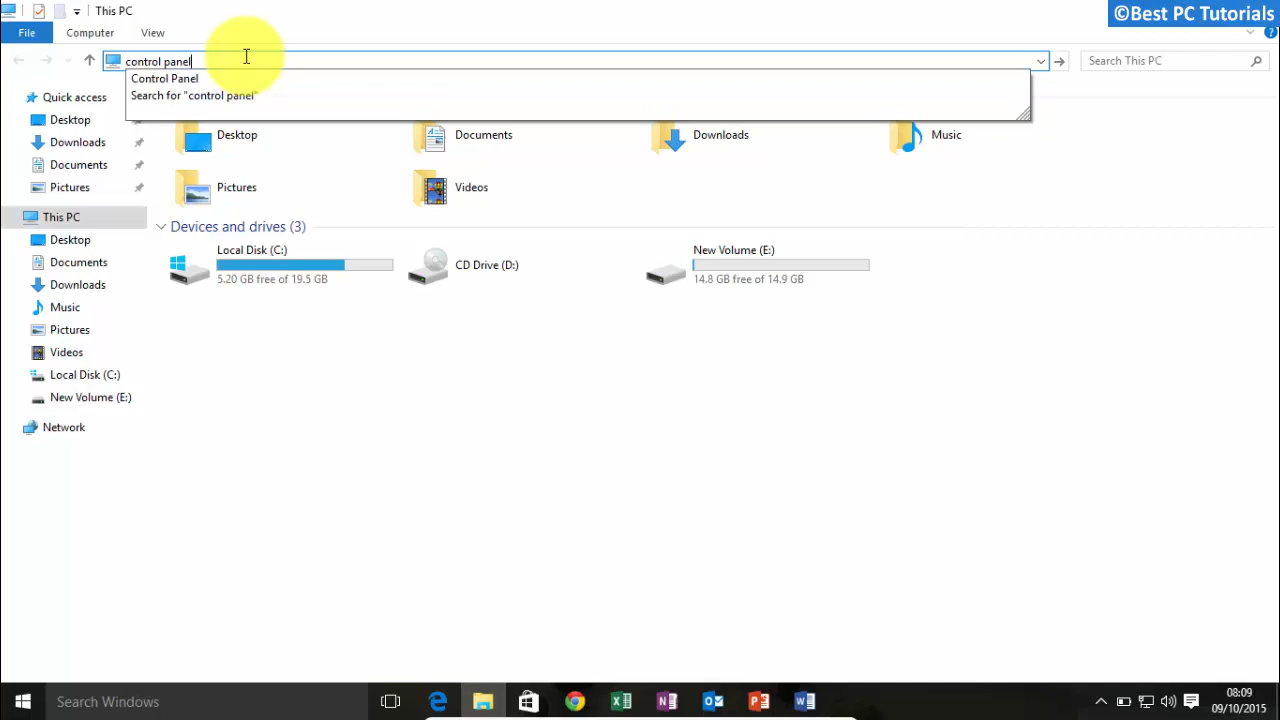 This PC
©Best PC Tutorials
File
Computer
View
control panel
Search This PC
Control Panel
Search for "control panel"
Quick access
Desktop
Downloads
Documents
Pictures
This PC
Desktop
Documents
Downloads
Music
Pictures
Videos
Local Disk (C:)
New Volume (E:)
Network
Desktop
Documents
Downloads
Music
Pictures
Videos
Devices and drives (3)
Local Disk (C:)
5.20 GB free of 19.5 GB
CD Drive (D:)
New Volume (E:)
14.8 GB free of 14.9 GB
Search Windows
08:09
09/10/2015